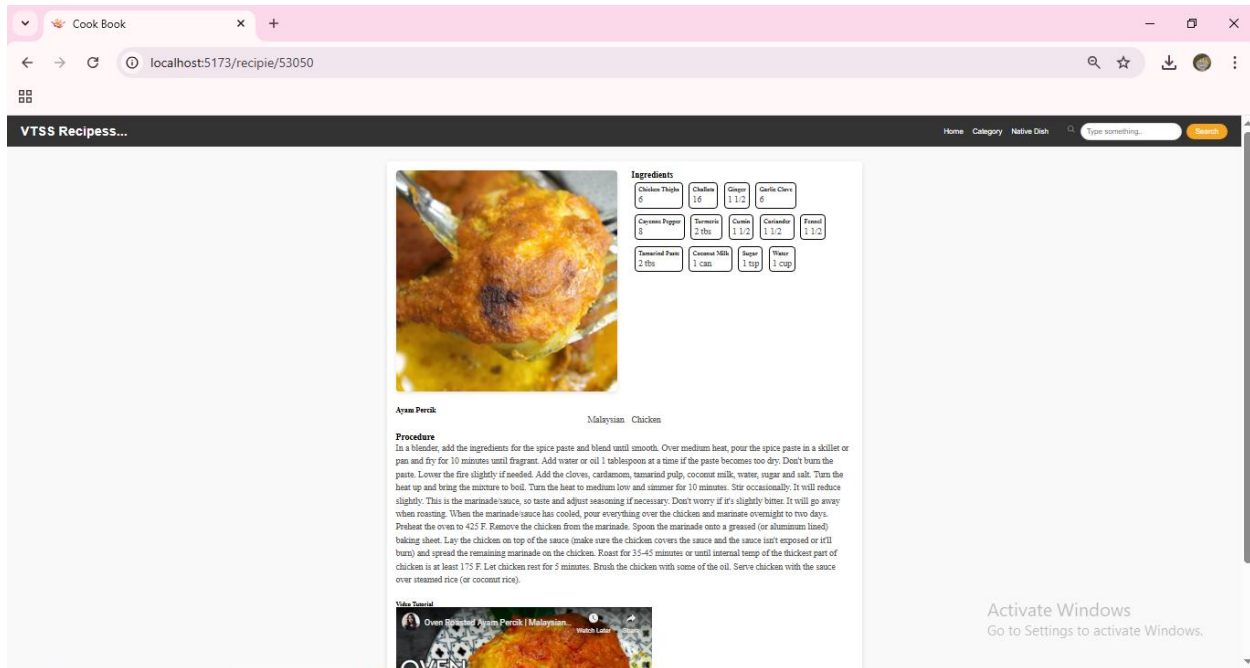 Cook Book
localhost:5173/recipie/53050
VTSS Recipess...
Home Category Native Dish Type something.. Search
Ingredients
Chicken Thighs Challots Ginger Garlic Clove
6 16 1 1/2 6
Cayenne Pepper Turmeric Cumin Coriander Fennel
8 2 tbs 1 1/2 1 1/2 1 1/2
Tamarind Paste Coconut Milk Sugar Water
2 tbs 1 can 1 tsp 1 cup
Ayam Percik
Malaysian Chicken
Procedure
In a blender, add the ingredients for the spice paste and blend until smooth. Over medium heat, pour the spice paste in a skillet or
pan and fry for 10 minutes until fragrant. Add water or oil 1 tablespoon at a time if the paste becomes too dry. Don't burn the
paste. Lower the fire slightly if needed. Add the cloves, cardamom, tamarind pulp, coconut milk, water, sugar and salt. Turn the
heat up and bring the mixture to boil. Turn the heat to medium low and simmer for 10 minutes. Stir occasionally. It will reduce
slightly. This is the marinade/sauce, so taste and adjust seasoning if necessary. Don't worry if it's slightly bitter. It will go away
when roasting. When the marinade/sauce has cooled, pour everything over the chicken and marinate overnight to two days.
Preheat the oven to 425 F. Remove the chicken from the marinade. Spoon the marinade onto a greased (or aluminum lined)
baking sheet. Lay the chicken on top of the sauce (make sure the chicken covers the sauce and the sauce isn't exposed or it'll
burn) and spread the remaining marinade on the chicken. Roast for 35-45 minutes or until internal temp of the thickest part of
chicken is at least 175 F. Let chicken rest for 5 minutes. Brush the chicken with some of the oil. Serve chicken with the sauce
over steamed rice (or coconut rice).
Video Tutorial
Oven Roasted Ayam Percik | Malaysian...
Watch Later Share
OVEN
Activate Windows
Go to Settings to activate Windows.